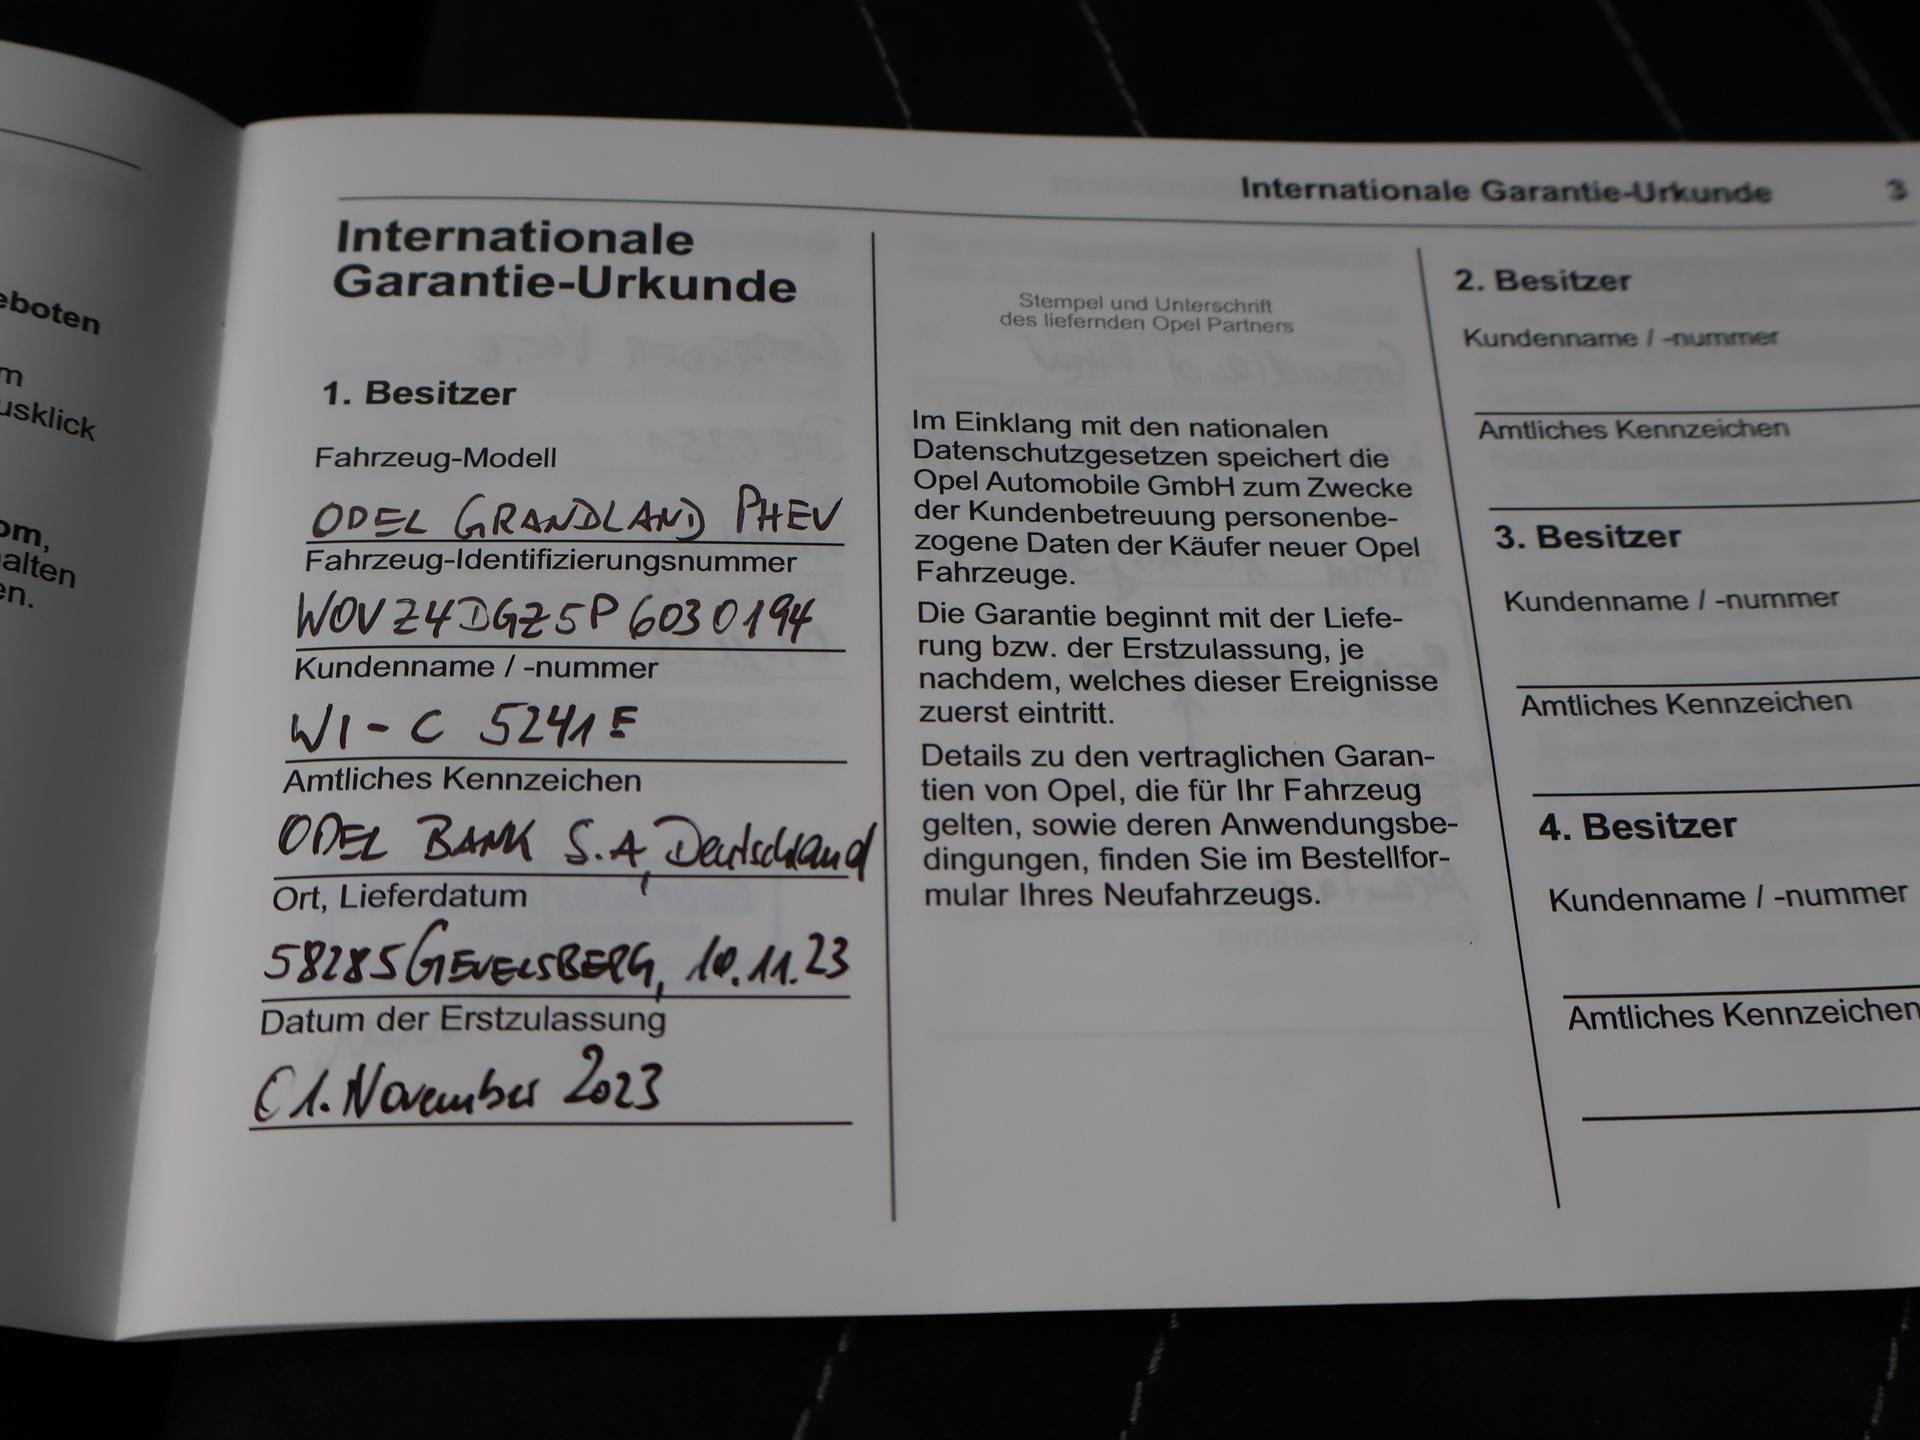 eboten
m
usklick
om,
alten
en.
Internationale Garantie-Urkunde 3
Internationale
Garantie-Urkunde
1. Besitzer
Fahrzeug-Modell
OPEL GRANDLAND PHEV
Fahrzeug-Identifizierungsnummer
W0VZ4DGZ5P6030194
Kundenname / -nummer
WI-C 5241E
Amtliches Kennzeichen
OPEL BANK S.A, Deutschland
Ort, Lieferdatum
58285 GEVELSBERG, 10.11.23
Datum der Erstzulassung
01. November 2023
Stempel und Unterschrift
des liefernden Opel Partners
Im Einklang mit den nationalen
Datenschutzgesetzen speichert die
Opel Automobile GmbH zum Zwecke
der Kundenbetreuung personenbe-
zogene Daten der Käufer neuer Opel
Fahrzeuge.
Die Garantie beginnt mit der Liefe-
rung bzw. der Erstzulassung, je
nachdem, welches dieser Ereignisse
zuerst eintritt.
Details zu den vertraglichen Garan-
tien von Opel, die für Ihr Fahrzeug
gelten, sowie deren Anwendungsbe-
dingungen, finden Sie im Bestellfor-
mular Ihres Neufahrzeugs.
2. Besitzer
Kundenname / -nummer
Amtliches Kennzeichen
3. Besitzer
Kundenname / -nummer
Amtliches Kennzeichen
4. Besitzer
Kundenname / -nummer
Amtliches Kennzeichen